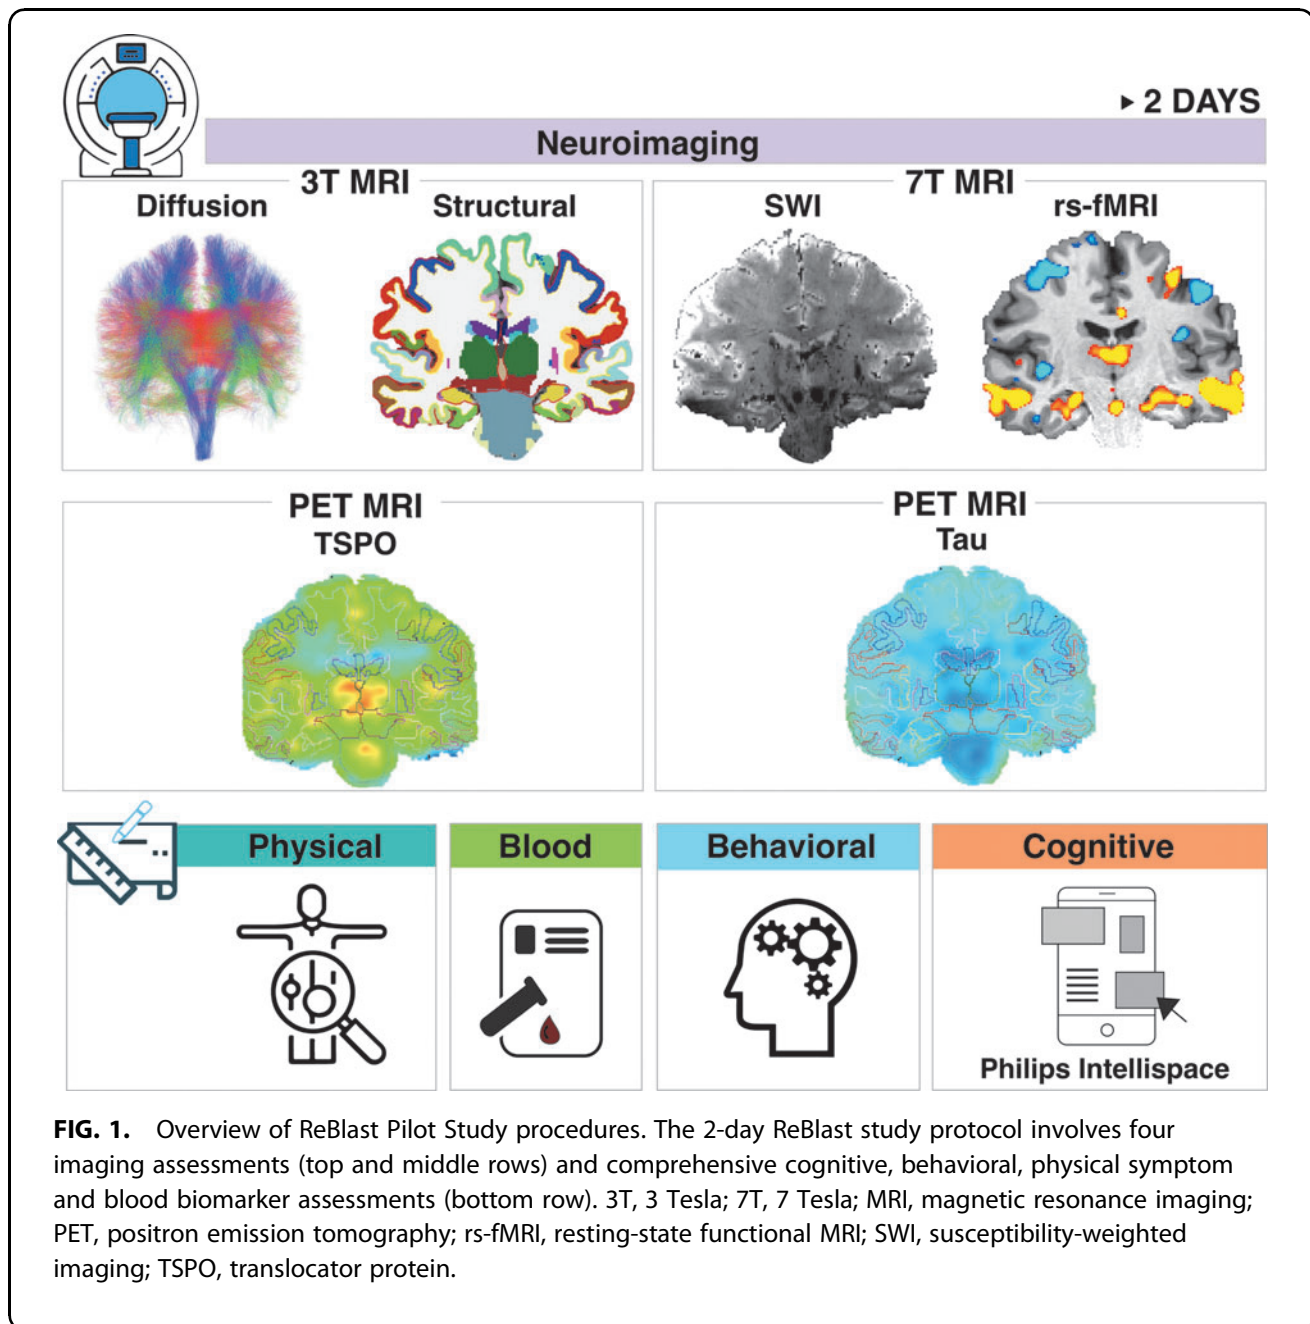 ▸ 2 DAYS
Neuroimaging
3T MRI
Diffusion
Structural
7T MRI
SWI
rs-fMRI
PET MRI
TSPO
PET MRI
Tau
Physical
Blood
Behavioral
Cognitive
Philips Intellispace
FIG. 1. Overview of ReBlast Pilot Study procedures. The 2-day ReBlast study protocol involves four
imaging assessments (top and middle rows) and comprehensive cognitive, behavioral, physical symptom
and blood biomarker assessments (bottom row). 3T, 3 Tesla; 7T, 7 Tesla; MRI, magnetic resonance imaging;
PET, positron emission tomography; rs-fMRI, resting-state functional MRI; SWI, susceptibility-weighted
imaging; TSPO, translocator protein.